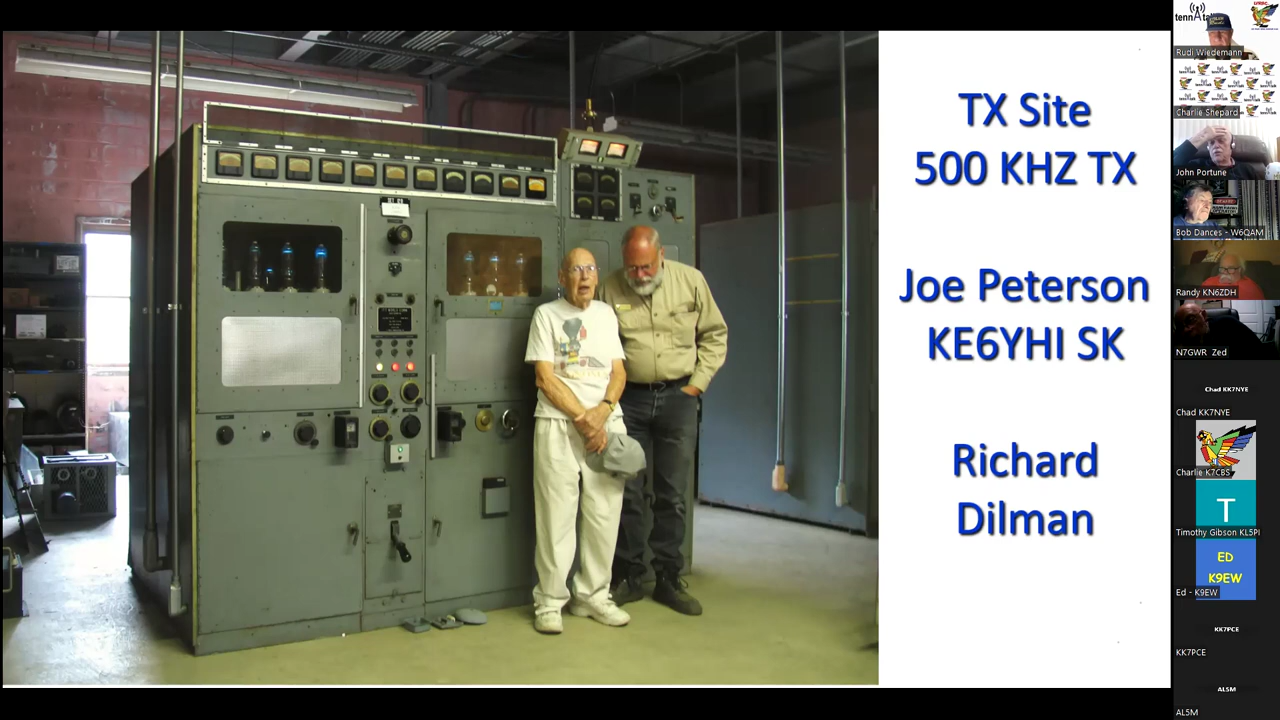 TX Site
500 KHZ TX
Joe Peterson
KE6YHI SK
Richard
Dilman
tennAtalk
Rudi Wiedemann
Charlie Shepard
John Portune
Bob Dances - W6QAM
Randy KN6ZDH
N7GWR Zed
Chad KK7NYE
Chad KK7NYE
Charlie K7CBS
T
Timothy Gibson KL5PI
ED
K9EW
Ed - K9EW
KK7PCE
KK7PCE
AL5M
AL5M